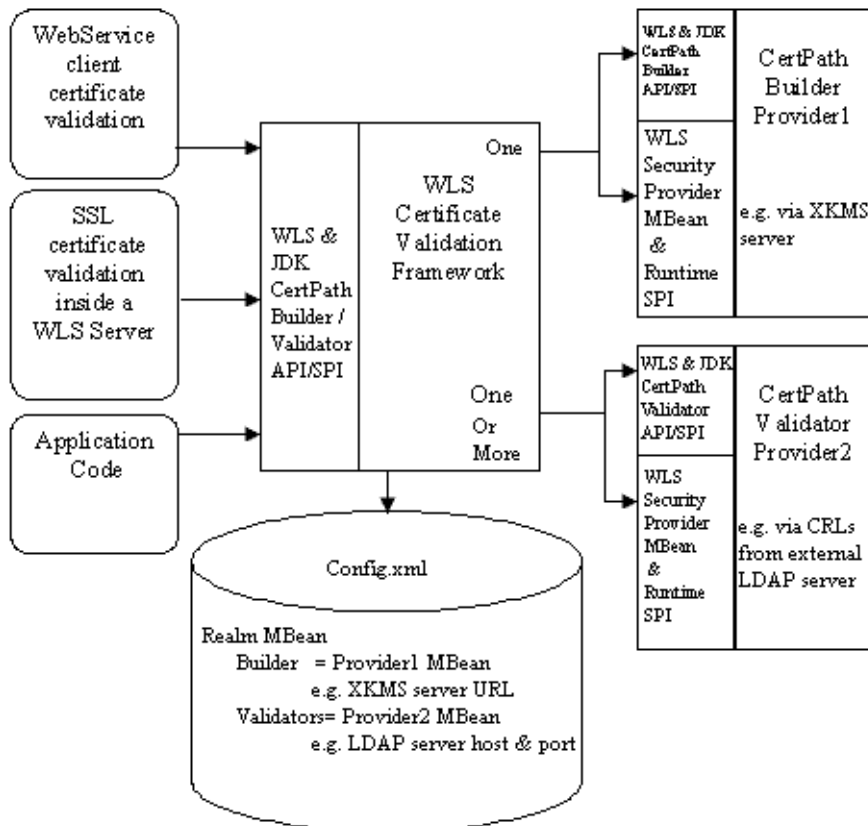 WebService
client
certificate
validation
SSL
certificate
validation
inside a
WLS Server
Application
Code
WLS &
JDK
CertPath
Builder /
Validator
API/SPI
One
WLS
Certificate
Validation
Framework
One
Or
More
WLS & JDK
CertPath
Builder
API/SPI
WLS
Security
Provider
MBean
&
Runtime
SPI
CertPath
Builder
Provider1
e.g. via XKMS
server
WLS & JDK
CertPath
Validator
API/SPI
WLS
Security
Provider
MBean
&
Runtime
SPI
CertPath
Validator
Provider2
e.g. via CRLs
from external
LDAP server
Config.xml
Realm MBean
Builder = Provider1 MBean
e.g. XKMS server URL
Validators= Provider2 MBean
e.g. LDAP server host & port